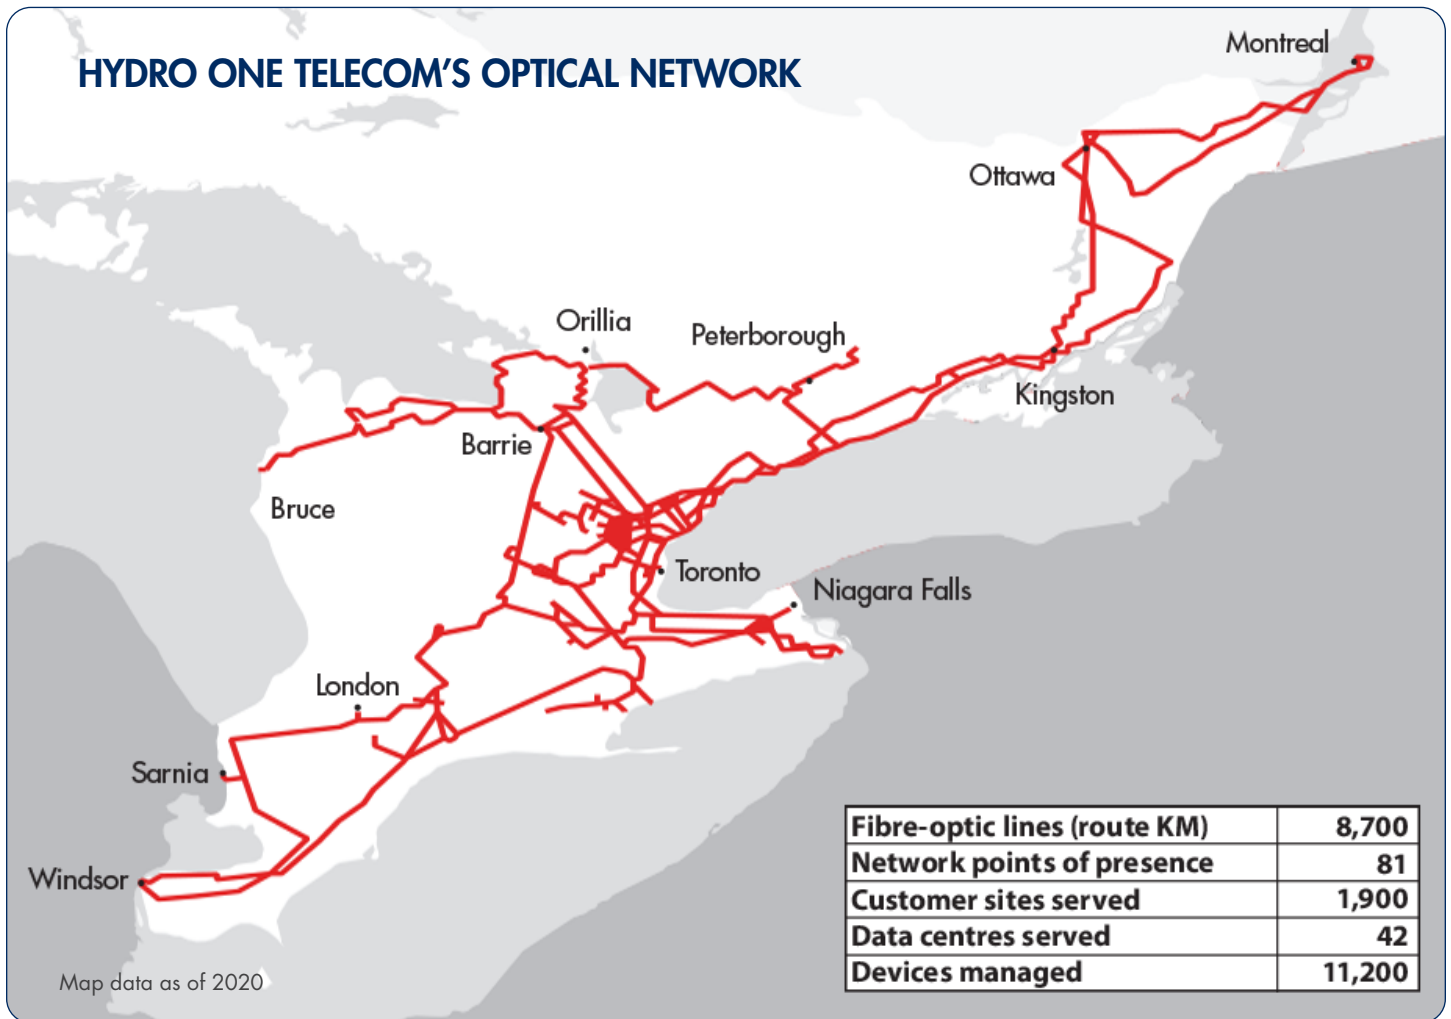 HYDRO ONE TELECOM'S OPTICAL NETWORK
Montreal
Ottawa
Orillia
Peterborough
Kingston
Barrie
Bruce
Toronto
Niagara Falls
London
Sarnia
Windsor
Fibre-optic lines (route KM) 8,700
Network points of presence 81
Customer sites served 1,900
Data centres served 42
Devices managed 11,200
Map data as of 2020